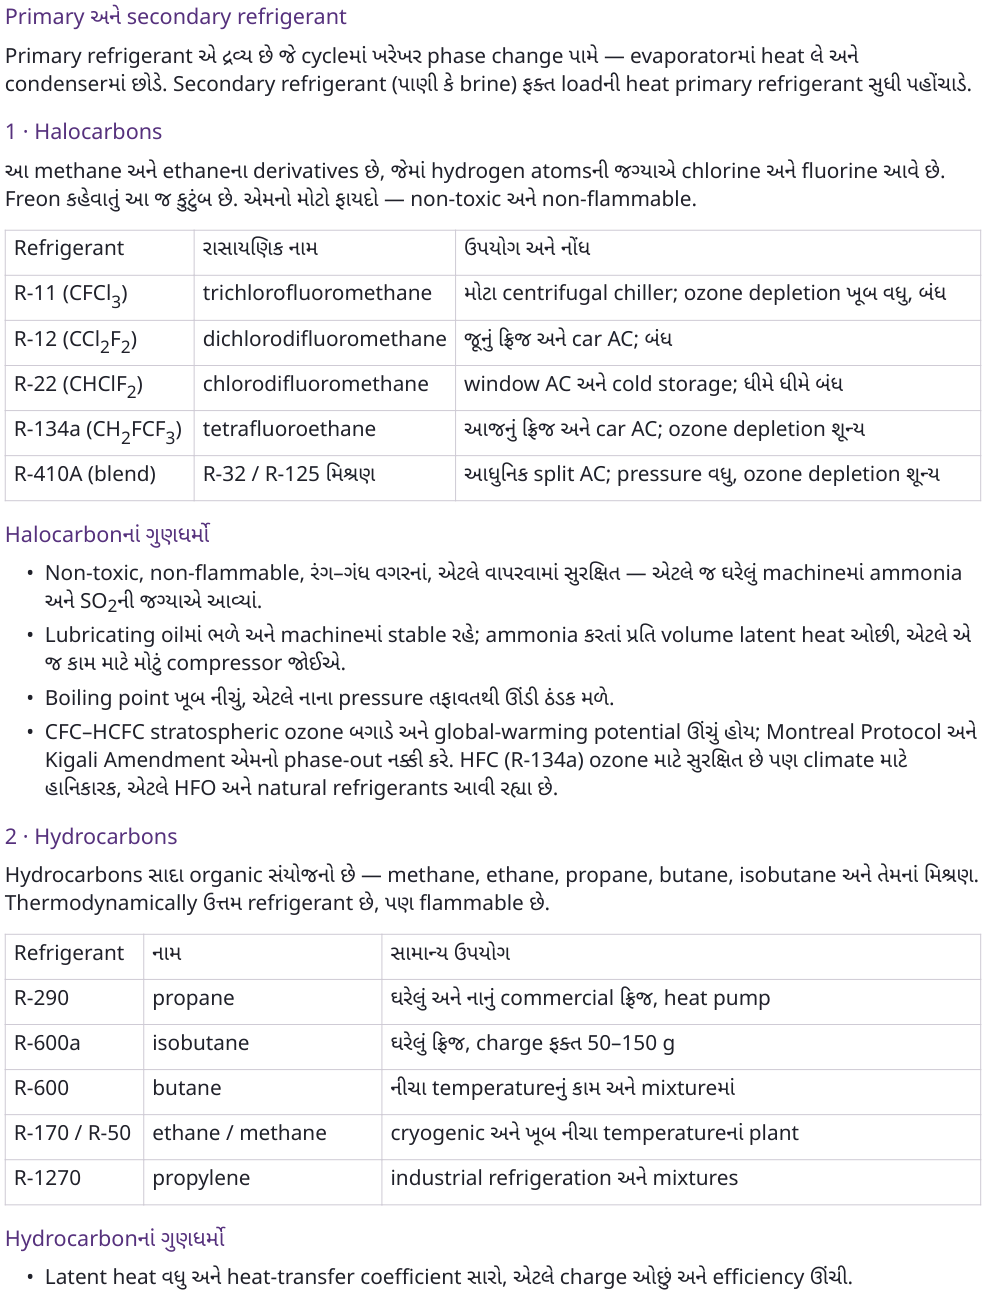 Primary અને secondary refrigerant
Primary refrigerant એ દ્રવ્ય છે જે cycleમાં ખરેખર phase change પામે — evaporatorમાં heat લે અને
condenserમાં છોડે. Secondary refrigerant (પાણી કે brine) ફક્ત loadની heat primary refrigerant સુધી પહોંચાડે.
1 · Halocarbons
આ methane અને ethaneના derivatives છે, જેમાં hydrogen atomsની જગ્યાએ chlorine અને fluorine આવે છે.
Freon કહેવાતું આ જ કુટુંબ છે. એમનો મોટો ફાયદો — non-toxic અને non-flammable.
Refrigerant રાસાયણિક નામ ઉપયોગ અને નોંધ
R-11 (CFCl₃) trichlorofluoromethane મોટા centrifugal chiller; ozone depletion ખૂબ વધુ, બંધ
R-12 (CCl₂F₂) dichlorodifluoromethane જૂનું ફ્રિજ અને car AC; બંધ
R-22 (CHClF₂) chlorodifluoromethane window AC અને cold storage; ધીમે ધીમે બંધ
R-134a (CH₂FCF₃) tetrafluoroethane આજનું ફ્રિજ અને car AC; ozone depletion શૂન્ય
R-410A (blend) R-32 / R-125 મિશ્રણ આધુનિક split AC; pressure વધુ, ozone depletion શૂન્ય
Halocarbonનાં ગુણધર્મો
• Non-toxic, non-flammable, રંગ–ગંધ વગરનાં, એટલે વાપરવામાં સુરક્ષિત — એટલે જ ઘરેલું machineમાં ammonia
અને SO₂ની જગ્યાએ આવ્યાં.
• Lubricating oilમાં ભળે અને machineમાં stable રહે; ammonia કરતાં પ્રતિ volume latent heat ઓછી, એટલે એ
જ કામ માટે મોટું compressor જોઈએ.
• Boiling point ખૂબ નીચું, એટલે નાના pressure તફાવતથી ઊંડી ઠંડક મળે.
• CFC–HCFC stratospheric ozone બગાડે અને global-warming potential ઊંચું હોય; Montreal Protocol અને
Kigali Amendment એમનો phase-out નક્કી કરે. HFC (R-134a) ozone માટે સુરક્ષિત છે પણ climate માટે
હાનિકારક, એટલે HFO અને natural refrigerants આવી રહ્યા છે.
2 · Hydrocarbons
Hydrocarbons સાદા organic સંયોજનો છે — methane, ethane, propane, butane, isobutane અને તેમનાં મિશ્રણ.
Thermodynamically ઉત્તમ refrigerant છે, પણ flammable છે.
Refrigerant નામ સામાન્ય ઉપયોગ
R-290 propane ઘરેલું અને નાનું commercial ફ્રિજ, heat pump
R-600a isobutane ઘરેલું ફ્રિજ, charge ફક્ત 50–150 g
R-600 butane નીચા temperatureનું કામ અને mixtureમાં
R-170 / R-50 ethane / methane cryogenic અને ખૂબ નીચા temperatureનાં plant
R-1270 propylene industrial refrigeration અને mixtures
Hydrocarbonનાં ગુણધર્મો
• Latent heat વધુ અને heat-transfer coefficient સારો, એટલે charge ઓછું અને efficiency ઊંચી.